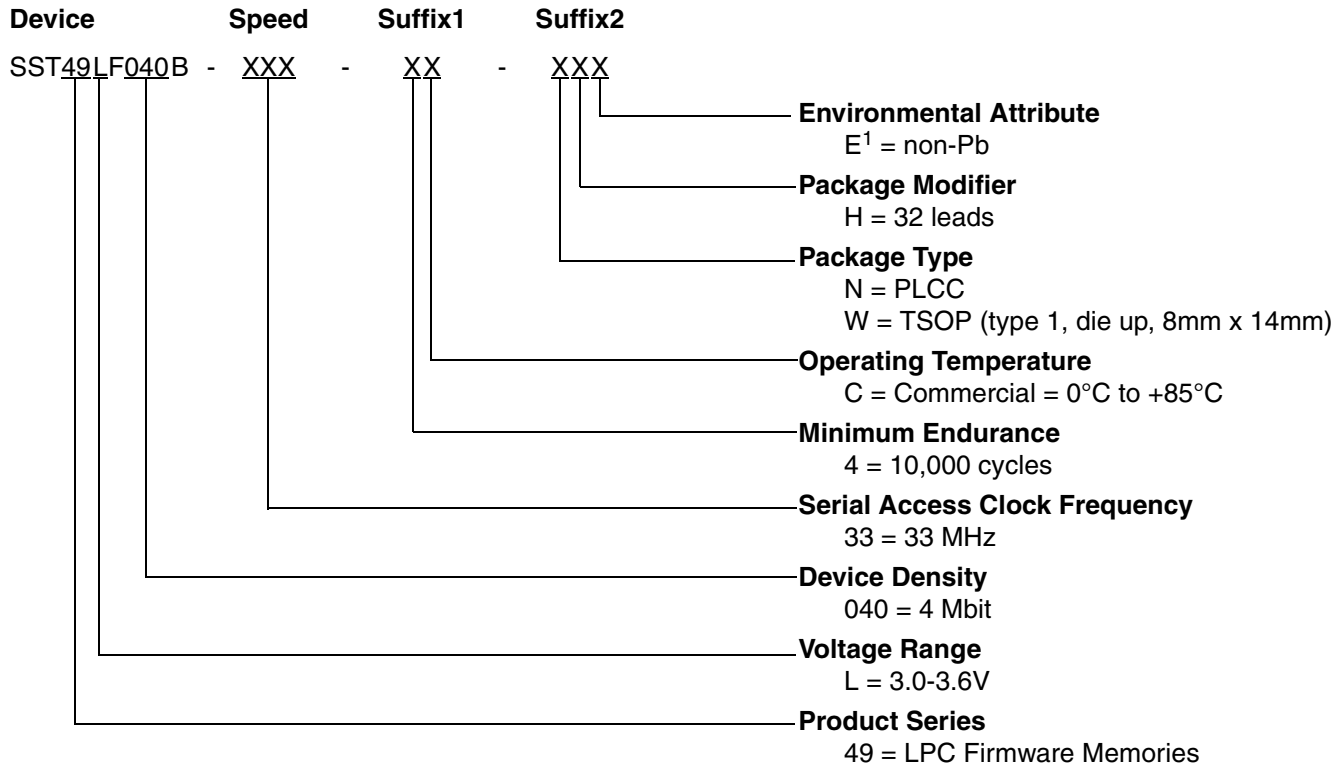 Device Speed Suffix1 Suffix2
SST49LF040B - XXX - XX - XXX
Environmental Attribute
E1 = non-Pb
Package Modifier
H = 32 leads
Package Type
N = PLCC
W = TSOP (type 1, die up, 8mm x 14mm)
Operating Temperature
C = Commercial = 0°C to +85°C
Minimum Endurance
4 = 10,000 cycles
Serial Access Clock Frequency
33 = 33 MHz
Device Density
040 = 4 Mbit
Voltage Range
L = 3.0-3.6V
Product Series
49 = LPC Firmware Memories